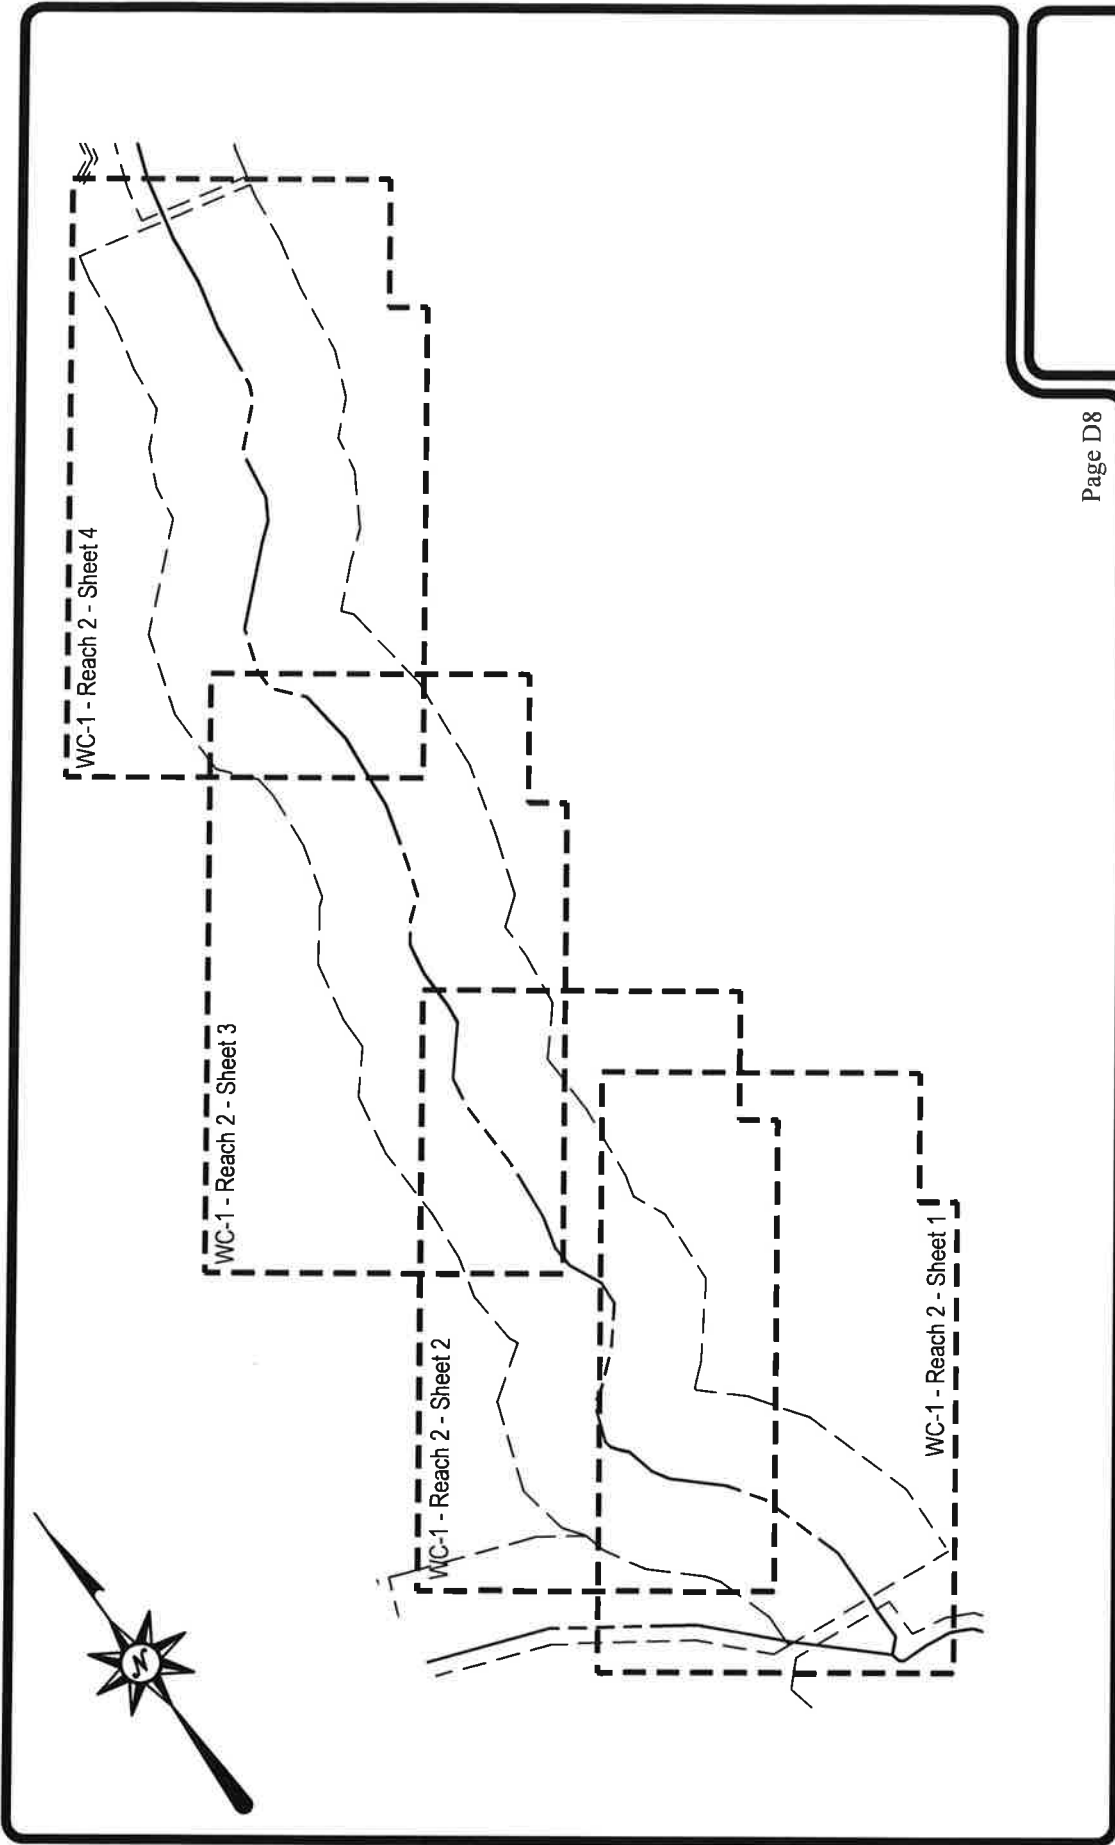 WC-1 - Reach 2 - Sheet 4
WC-1 - Reach 2 - Sheet 3
WC-1 - Reach 2 - Sheet 2
WC-1 - Reach 2 - Sheet 1
N
Page D8